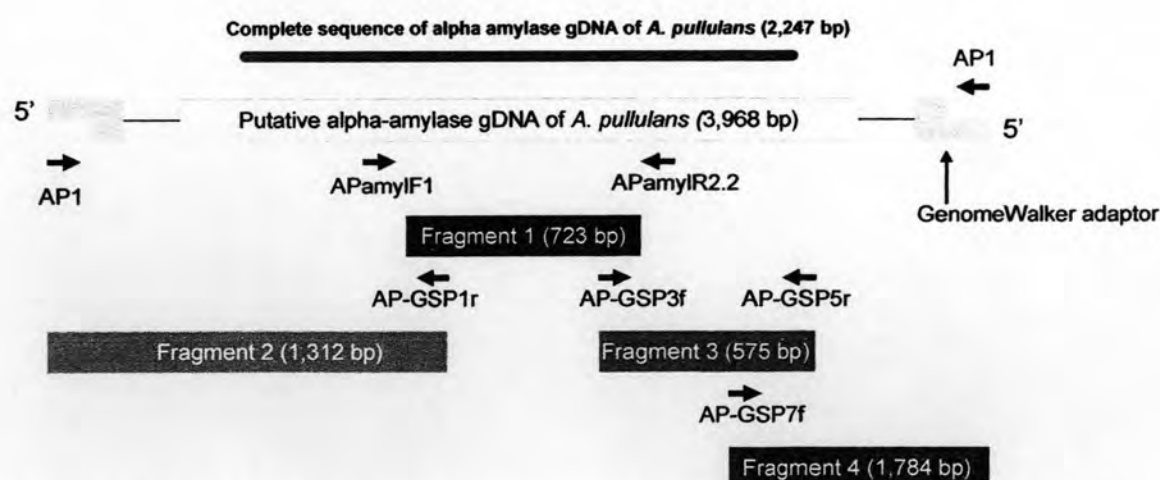 Complete sequence of alpha amylase gDNA of A. pullulans (2,247 bp)
AP1
5'
Putative alpha-amylase gDNA of A. pullulans (3,968 bp)
5'
AP1
APamylF1
APamylR2.2
GenomeWalker adaptor
Fragment 1 (723 bp)
AP-GSP1r
AP-GSP3f
AP-GSP5r
Fragment 2 (1,312 bp)
Fragment 3 (575 bp)
AP-GSP7f
Fragment 4 (1,784 bp)